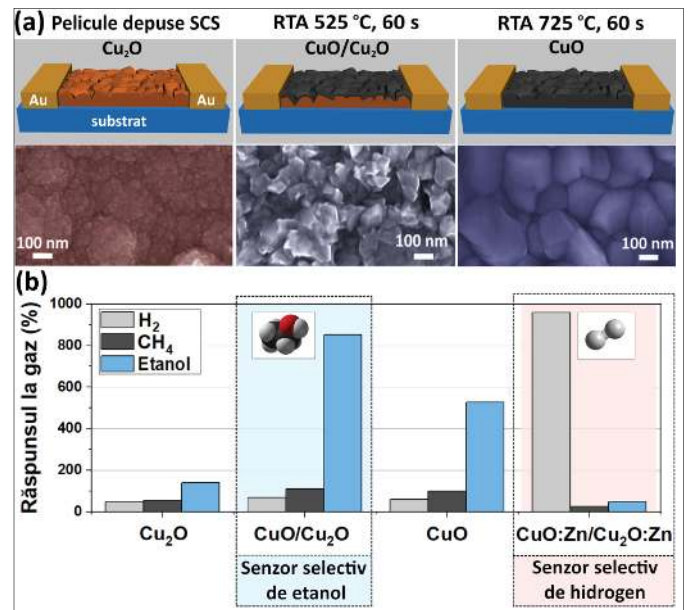 (a) Pelicule depuse SCS RTA 525 °C, 60 s RTA 725 °C, 60 s
Cu₂O CuO/Cu₂O CuO
Au Au
substrat
100 nm 100 nm 100 nm
(b)
Răspunsul la gaz (%)
1000
800
600
400
200
0
H₂
CH₄
Etanol
Cu₂O CuO/Cu₂O CuO CuO:Zn/Cu₂O:Zn
Senzor selectiv Senzor selectiv
de etanol de hidrogen